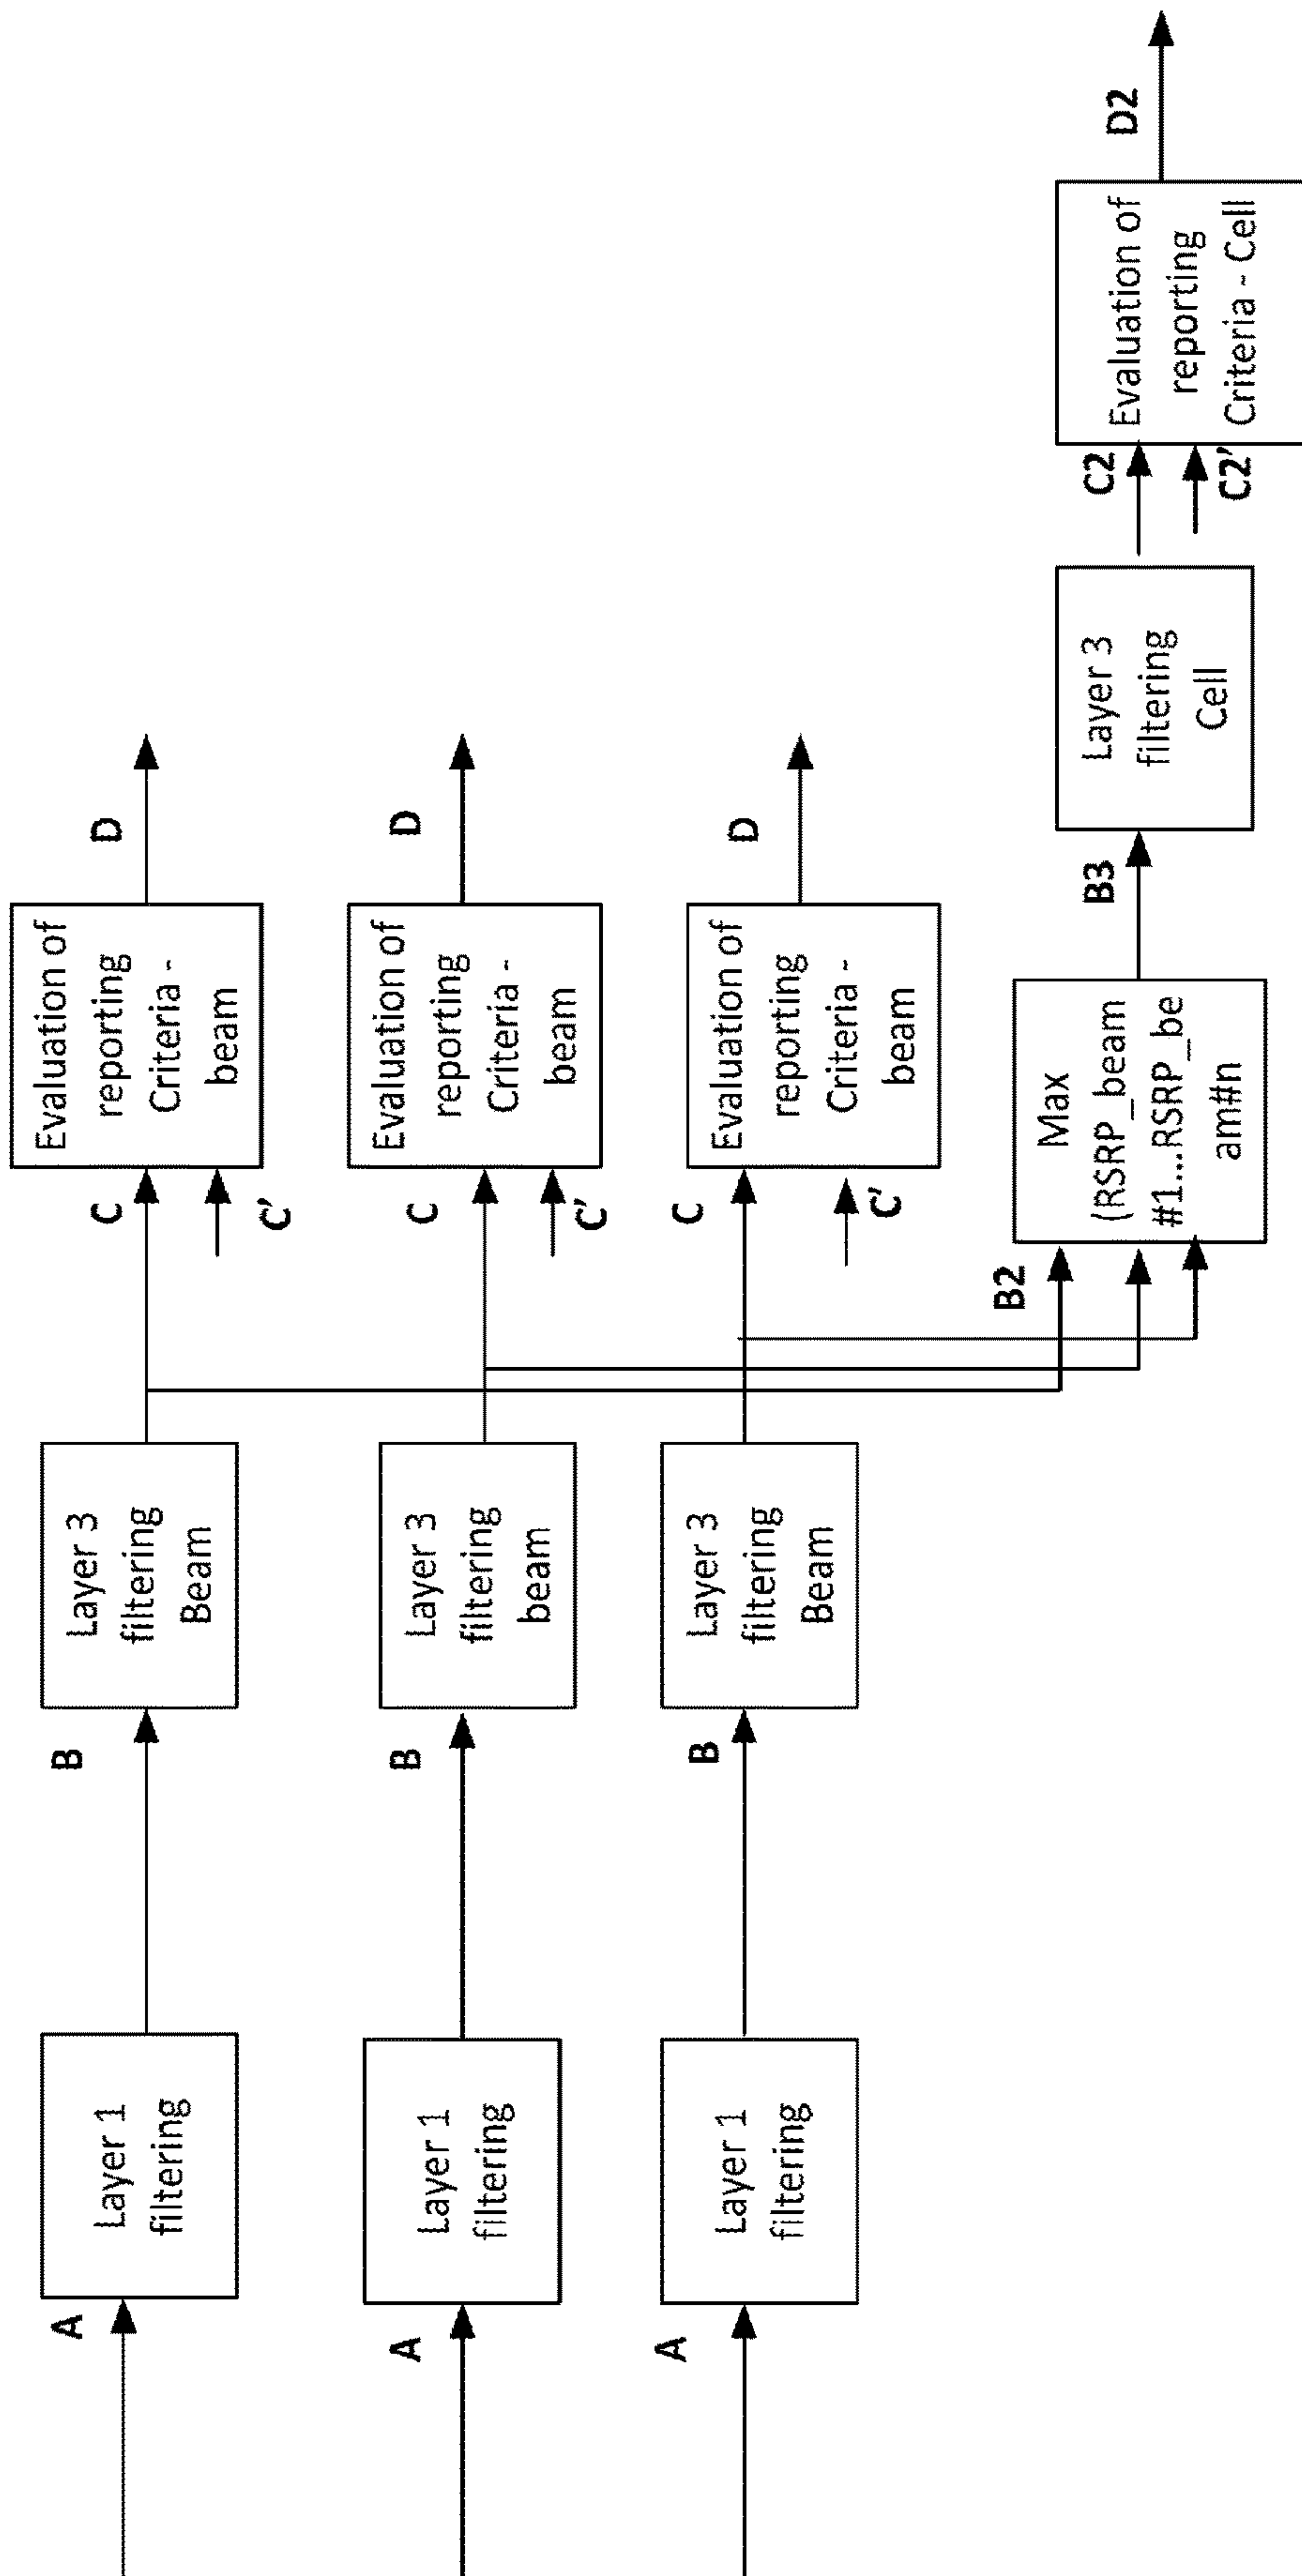 A
Layer 1
filtering
B
Layer 3
filtering
Beam
C
C'
Evaluation of
reporting
Criteria -
beam
D
A
Layer 1
filtering
B
Layer 3
filtering
beam
C
C'
Evaluation of
reporting
Criteria -
beam
D
A
Layer 1
filtering
B
Layer 3
filtering
Beam
C
C'
Evaluation of
reporting
Criteria -
beam
D
B2
Max
(RSRP_beam
#1...RSRP_be
am#n
B3
Layer 3
filtering
Cell
C2
C2'
Evaluation of
reporting
Criteria - Cell
D2